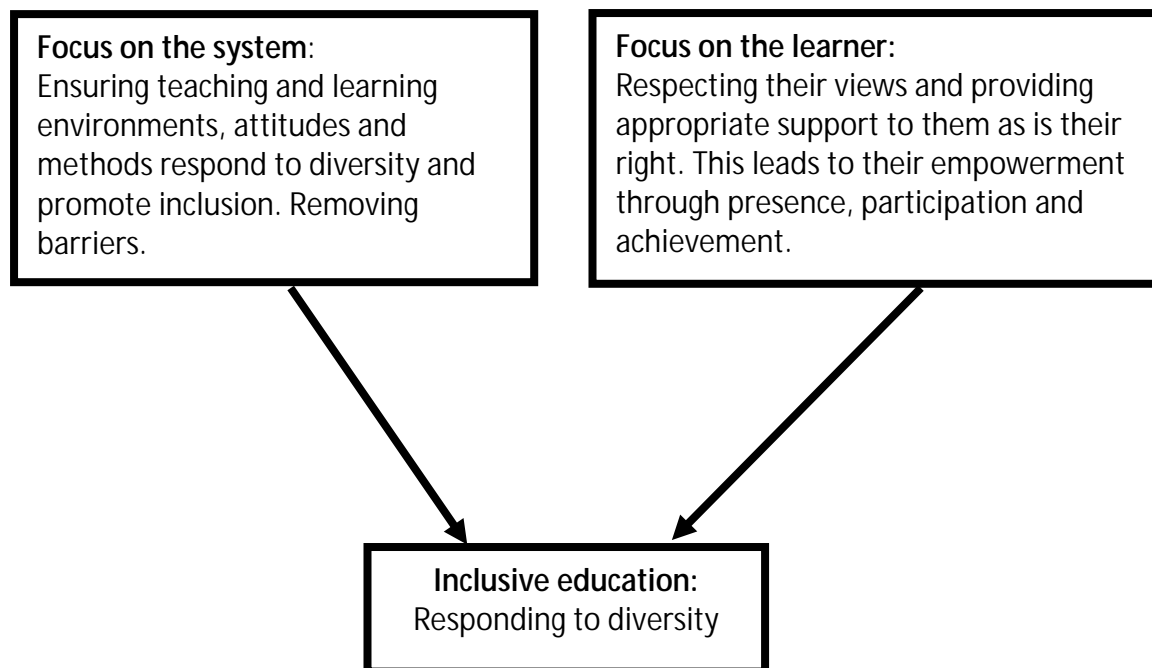 Focus on the system:
Ensuring teaching and learning
environments, attitudes and
methods respond to diversity and
promote inclusion. Removing
barriers.
Focus on the learner:
Respecting their views and providing
appropriate support to them as is their
right. This leads to their empowerment
through presence, participation and
achievement.
Inclusive education:
Responding to diversity